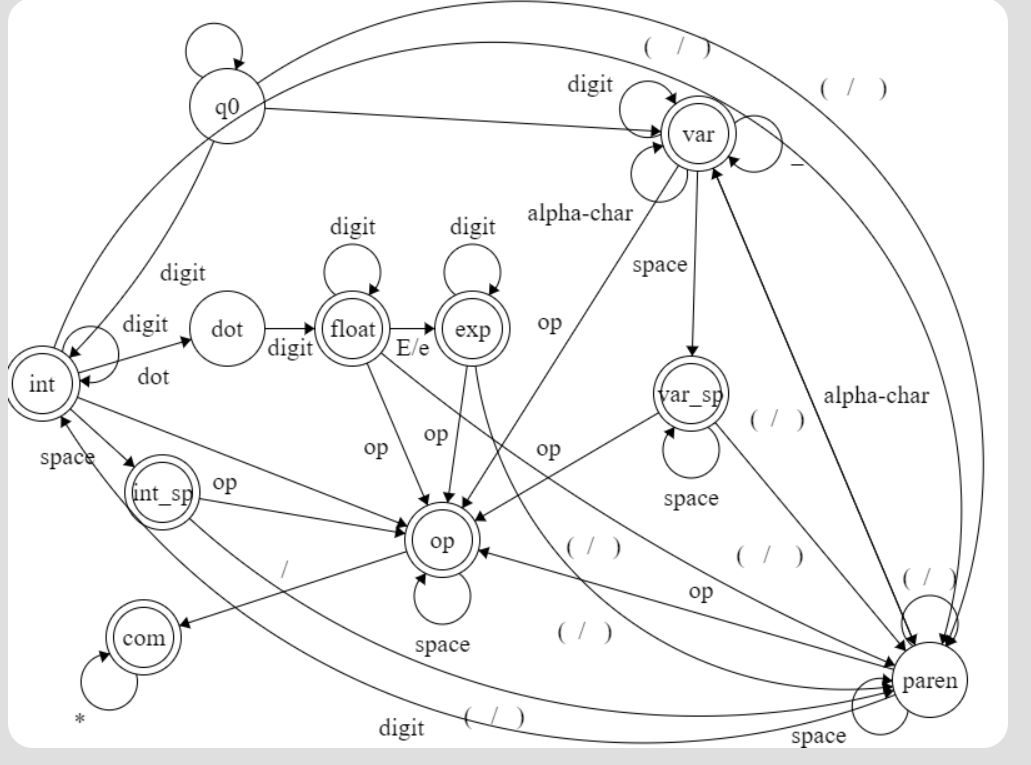 ( / )
( / )
digit
q0
var
_
alpha-char
digit
digit
digit
space
digit
op
dot
float
exp
digit
E/e
dot
int
alpha-char
var_sp
( / )
op
op
op
space
int_sp
op
space
op
( / )
( / )
/
( / )
op
com
space
( / )
paren
*
digit
( / )
space